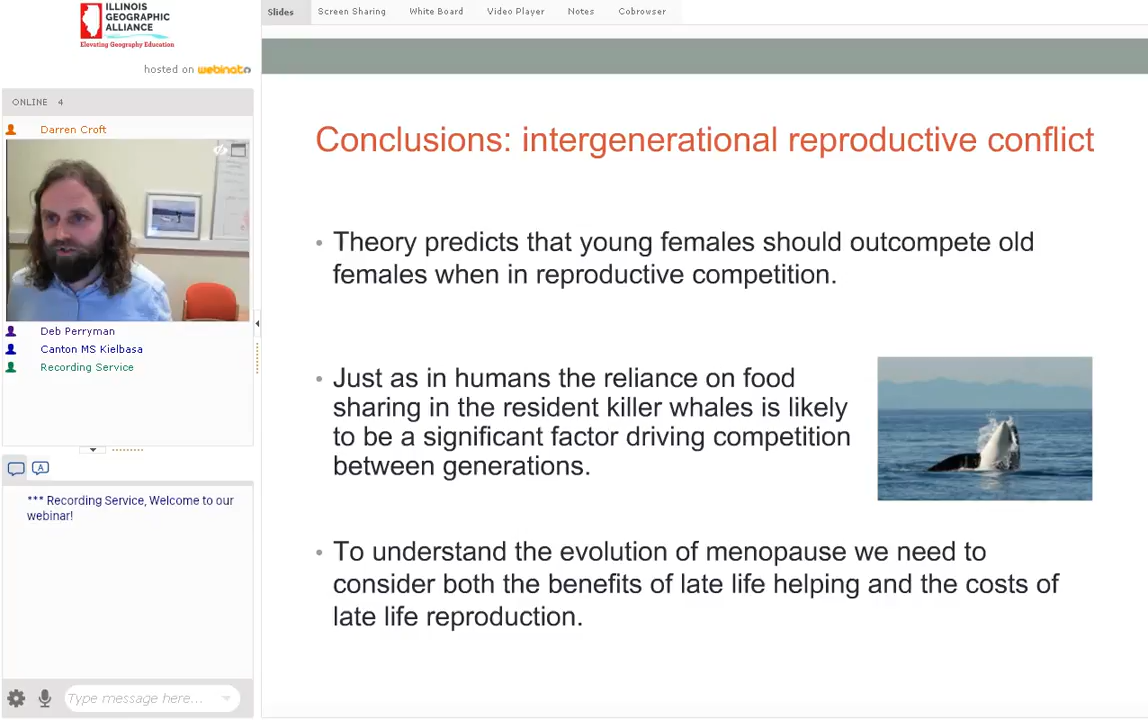 ILLINOIS
GEOGRAPHIC
ALLIANCE
Elevating Geography Education
hosted on webinato
ONLINE 4
Darren Croft
Deb Perryman
Canton MS Kielbasa
Recording Service
A
*** Recording Service, Welcome to our
webinar!
Type message here...
Slides Screen Sharing White Board Video Player Notes Cobrowser
Conclusions: intergenerational reproductive conflict
• Theory predicts that young females should outcompete old
females when in reproductive competition.
• Just as in humans the reliance on food
sharing in the resident killer whales is likely
to be a significant factor driving competition
between generations.
• To understand the evolution of menopause we need to
consider both the benefits of late life helping and the costs of
late life reproduction.